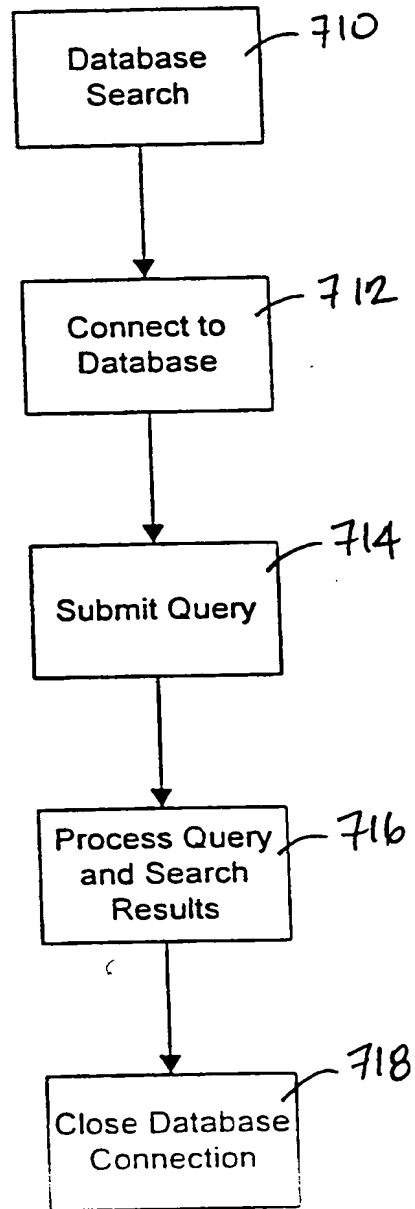 710
Database
Search
712
Connect to
Database
714
Submit Query
716
Process Query
and Search
Results
718
Close Database
Connection